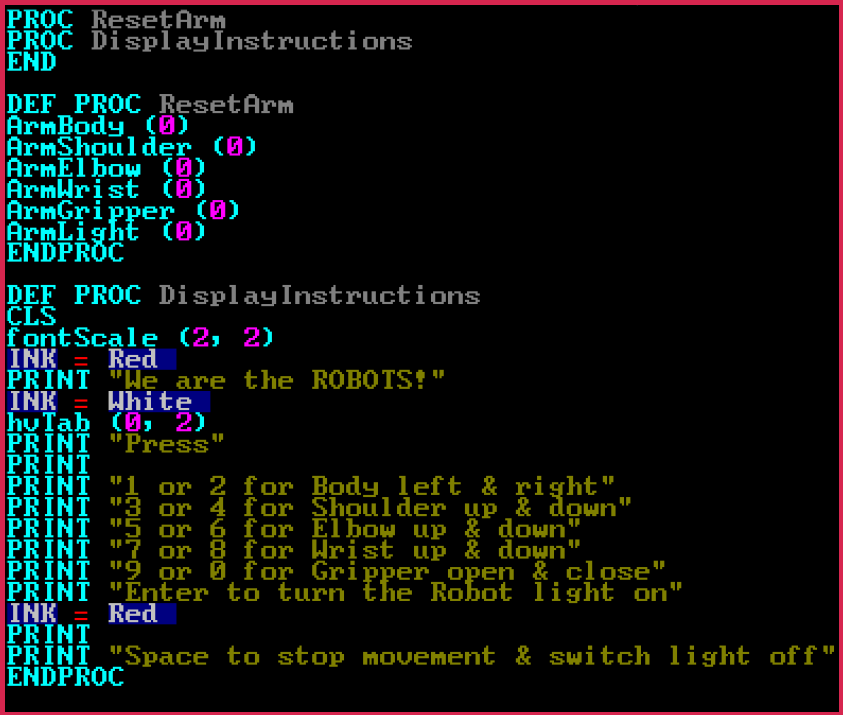 PROC ResetArm
PROC DisplayInstructions
END

DEF PROC ResetArm
ArmBody (0)
ArmShoulder (0)
ArmElbow (0)
ArmWrist (0)
ArmGripper (0)
ArmLight (0)
ENDPROC

DEF PROC DisplayInstructions
CLS
fontScale (2, 2)
INK = Red
PRINT "We are the ROBOTS!"
INK = White
hvTab (0, 2)
PRINT "Press"
PRINT
PRINT "1 or 2 for Body left & right"
PRINT "3 or 4 for Shoulder up & down"
PRINT "5 or 6 for Elbow up & down"
PRINT "7 or 8 for Wrist up & down"
PRINT "9 or 0 for Gripper open & close"
PRINT "Enter to turn the Robot light on"
INK = Red
PRINT
PRINT "Space to stop movement & switch light off"
ENDPROC